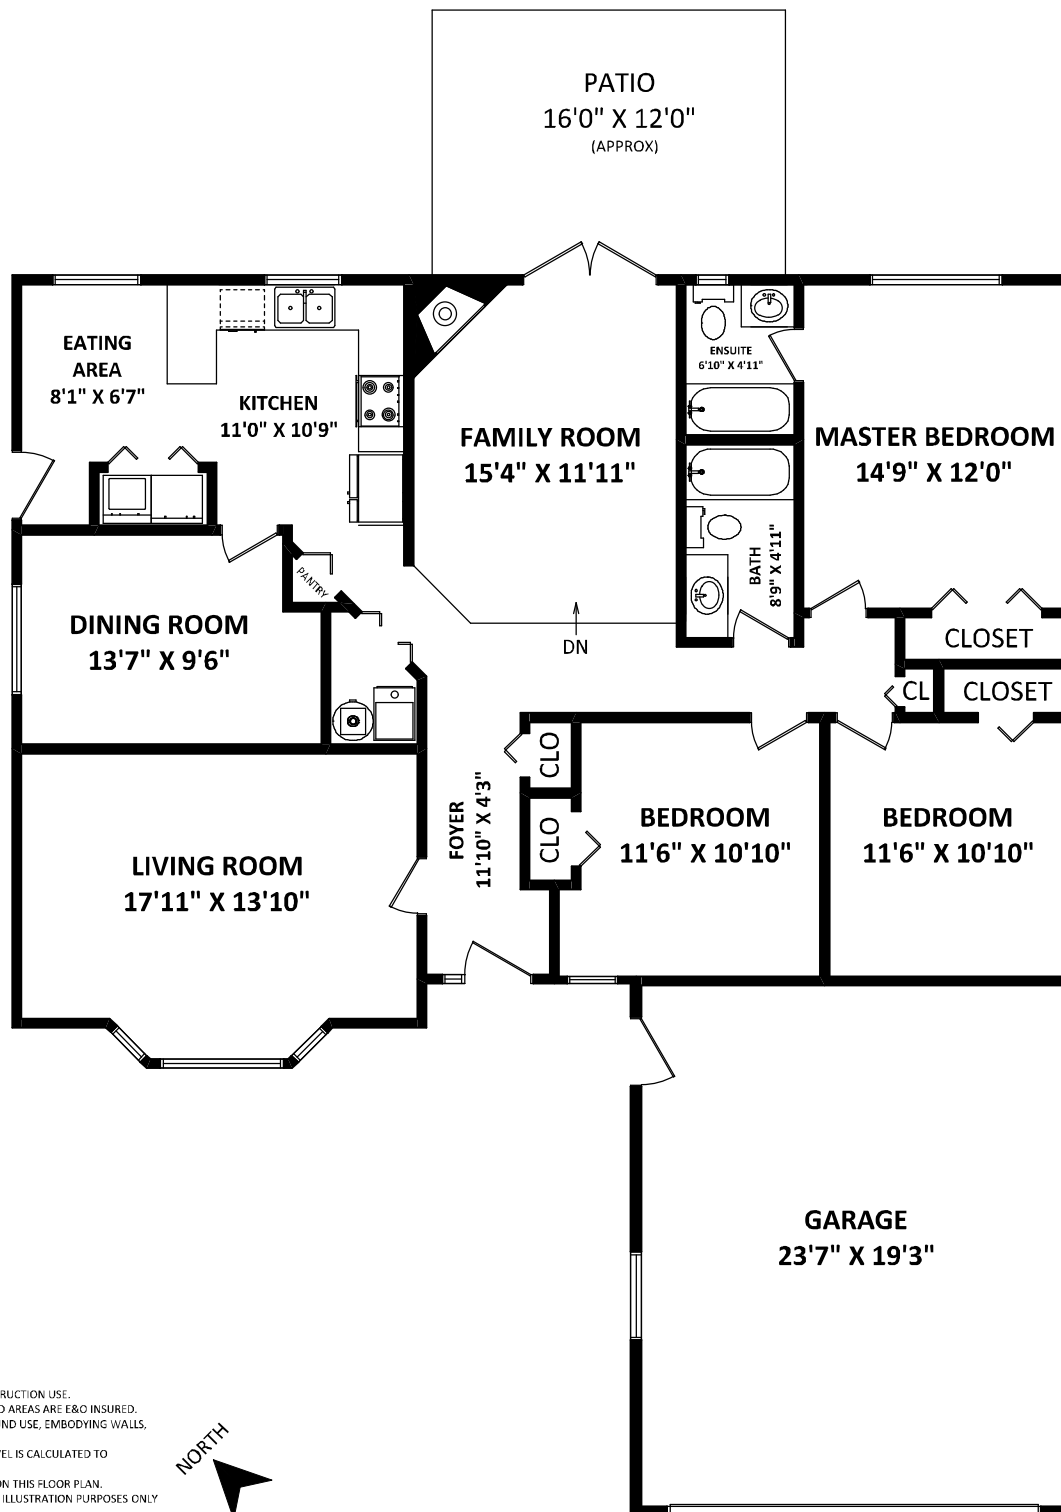 PATIO
16'0" X 12'0"
(APPROX)
EATING
AREA
8'1" X 6'7"
KITCHEN
11'0" X 10'9"
FAMILY ROOM
15'4" X 11'11"
ENSUITE
6'10" X 4'11"
MASTER BEDROOM
14'9" X 12'0"
BATH
8'9" X 4'11"
PANTRY
DINING ROOM
13'7" X 9'6"
DN
CLOSET
CL
CLOSET
CLO
CLO
FOYER
11'10" X 4'3"
BEDROOM
11'6" X 10'10"
BEDROOM
11'6" X 10'10"
LIVING ROOM
17'11" X 13'10"
GARAGE
23'7" X 19'3"
RUCTION USE.
D AREAS ARE E&O INSURED.
ND USE, EMBODYING WALLS,
EL IS CALCULATED TO
ON THIS FLOOR PLAN.
ILLUSTRATION PURPOSES ONLY
NORTH